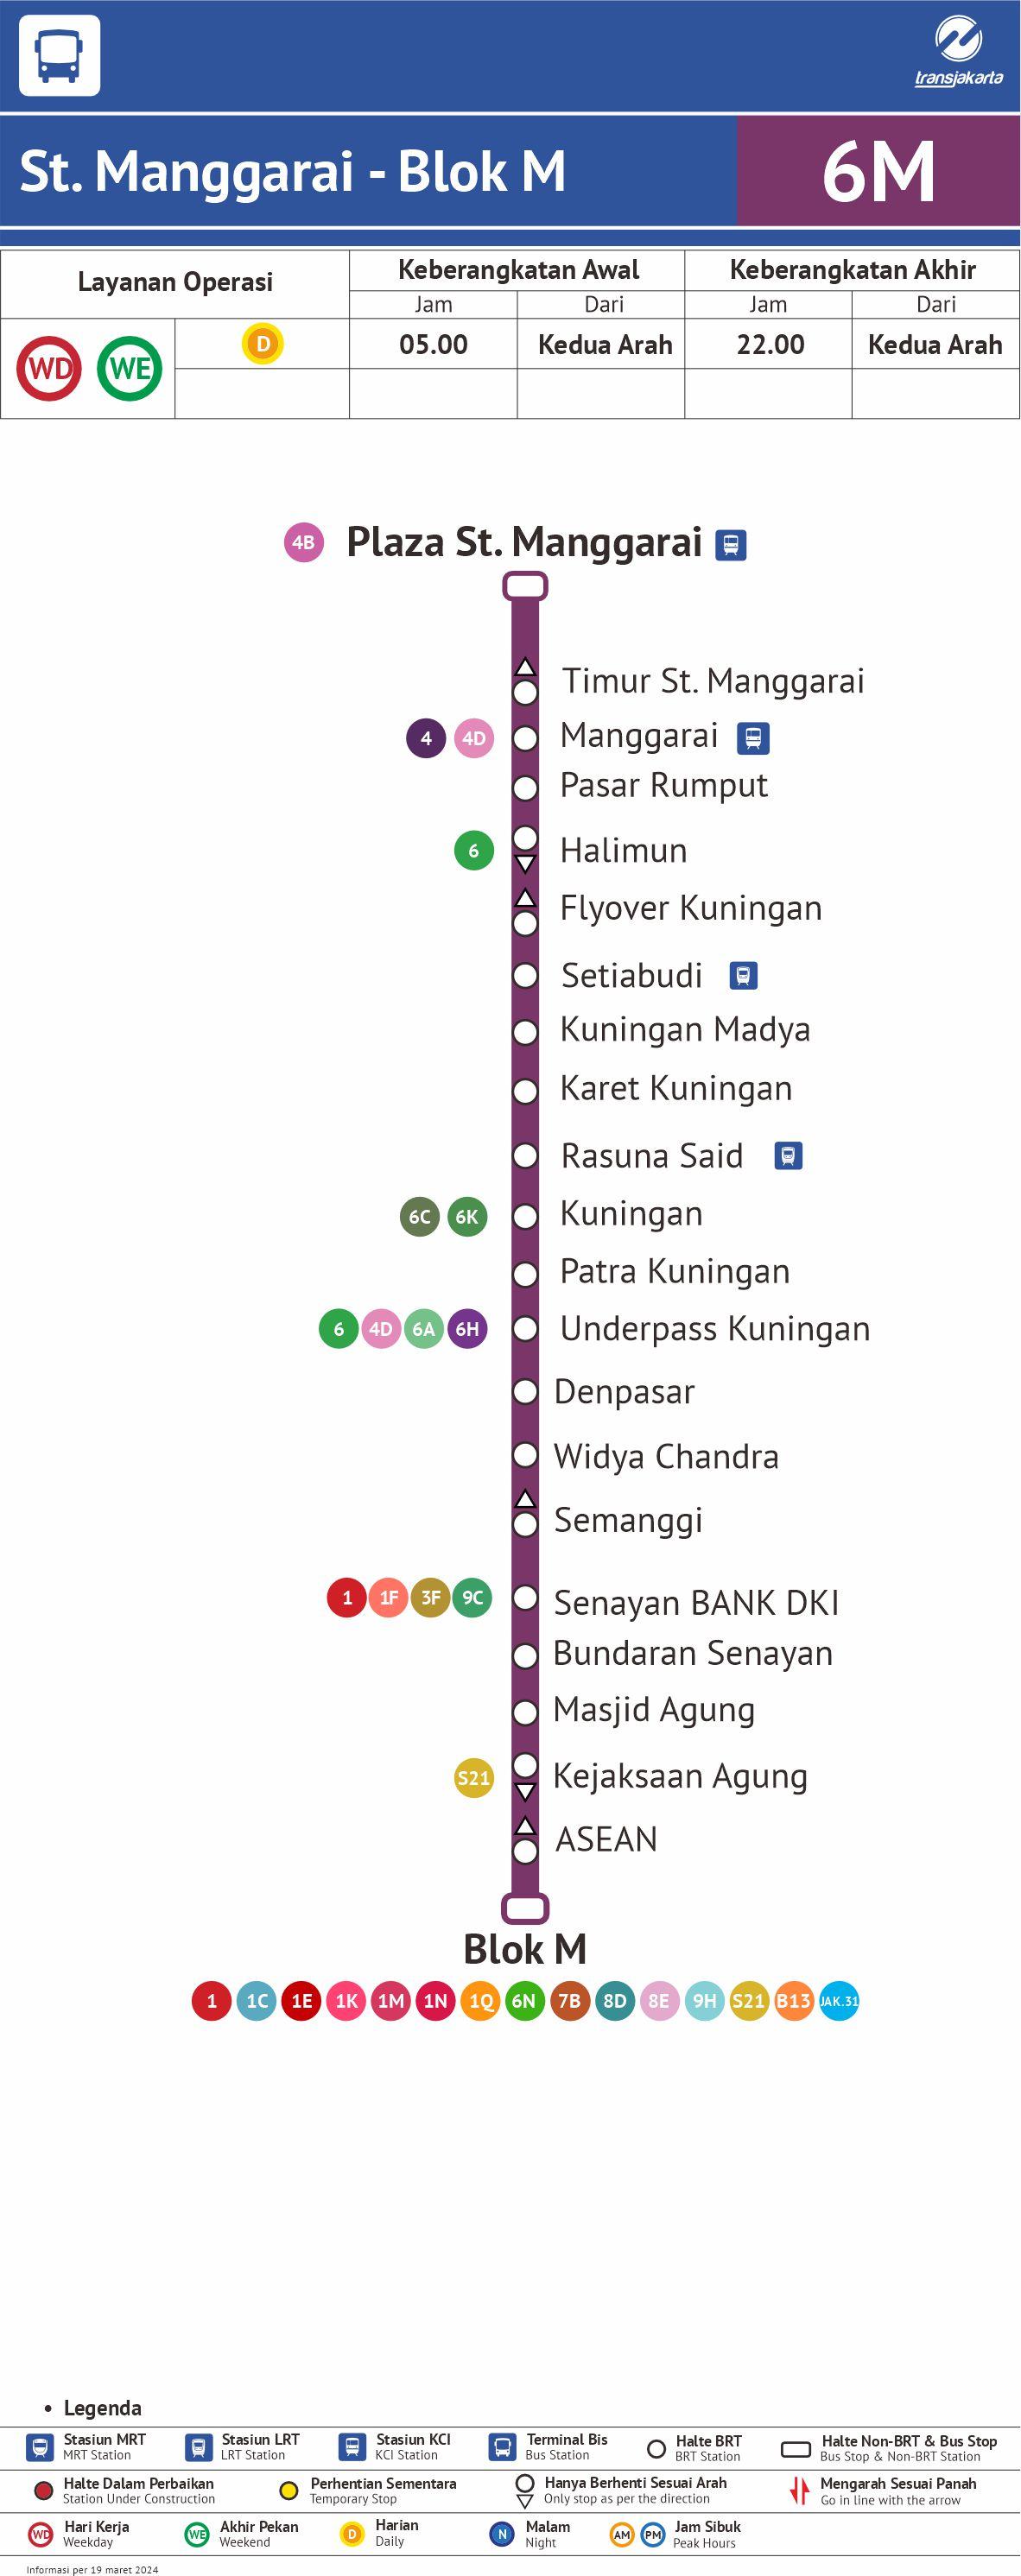 transjakarta
St. Manggarai - Blok M
6M
Layanan Operasi
Keberangkatan Awal
Keberangkatan Akhir
Jam
Dari
Jam
Dari
WD
WE
D
05.00
Kedua Arah
22.00
Kedua Arah
4B Plaza St. Manggarai
Timur St. Manggarai
4 4D Manggarai
Pasar Rumput
6 Halimun
Flyover Kuningan
Setiabudi
Kuningan Madya
Karet Kuningan
Rasuna Said
6C 6K Kuningan
Patra Kuningan
6 4D 6A 6H Underpass Kuningan
Denpasar
Widya Chandra
Semanggi
1 1F 3F 9C Senayan BANK DKI
Bundaran Senayan
Masjid Agung
S21 Kejaksaan Agung
ASEAN
Blok M
1 1C 1E 1K 1M 1N 1Q 6N 7B 8D 8E 9H S21 B13 JAK.31
• Legenda
Stasiun MRT
MRT Station
Stasiun LRT
LRT Station
Stasiun KCI
KCI Station
Terminal Bis
Bus Station
Halte BRT
BRT Station
Halte Non-BRT & Bus Stop
Bus Stop & Non-BRT Station
Halte Dalam Perbaikan
Station Under Construction
Perhentian Sementara
Temporary Stop
Hanya Berhenti Sesuai Arah
Only stop as per the direction
Mengarah Sesuai Panah
Go in line with the arrow
WD
Hari Kerja
Weekday
WE
Akhir Pekan
Weekend
D
Harian
Daily
N
Malam
Night
AM PM
Jam Sibuk
Peak Hours
Informasi per 19 maret 2024